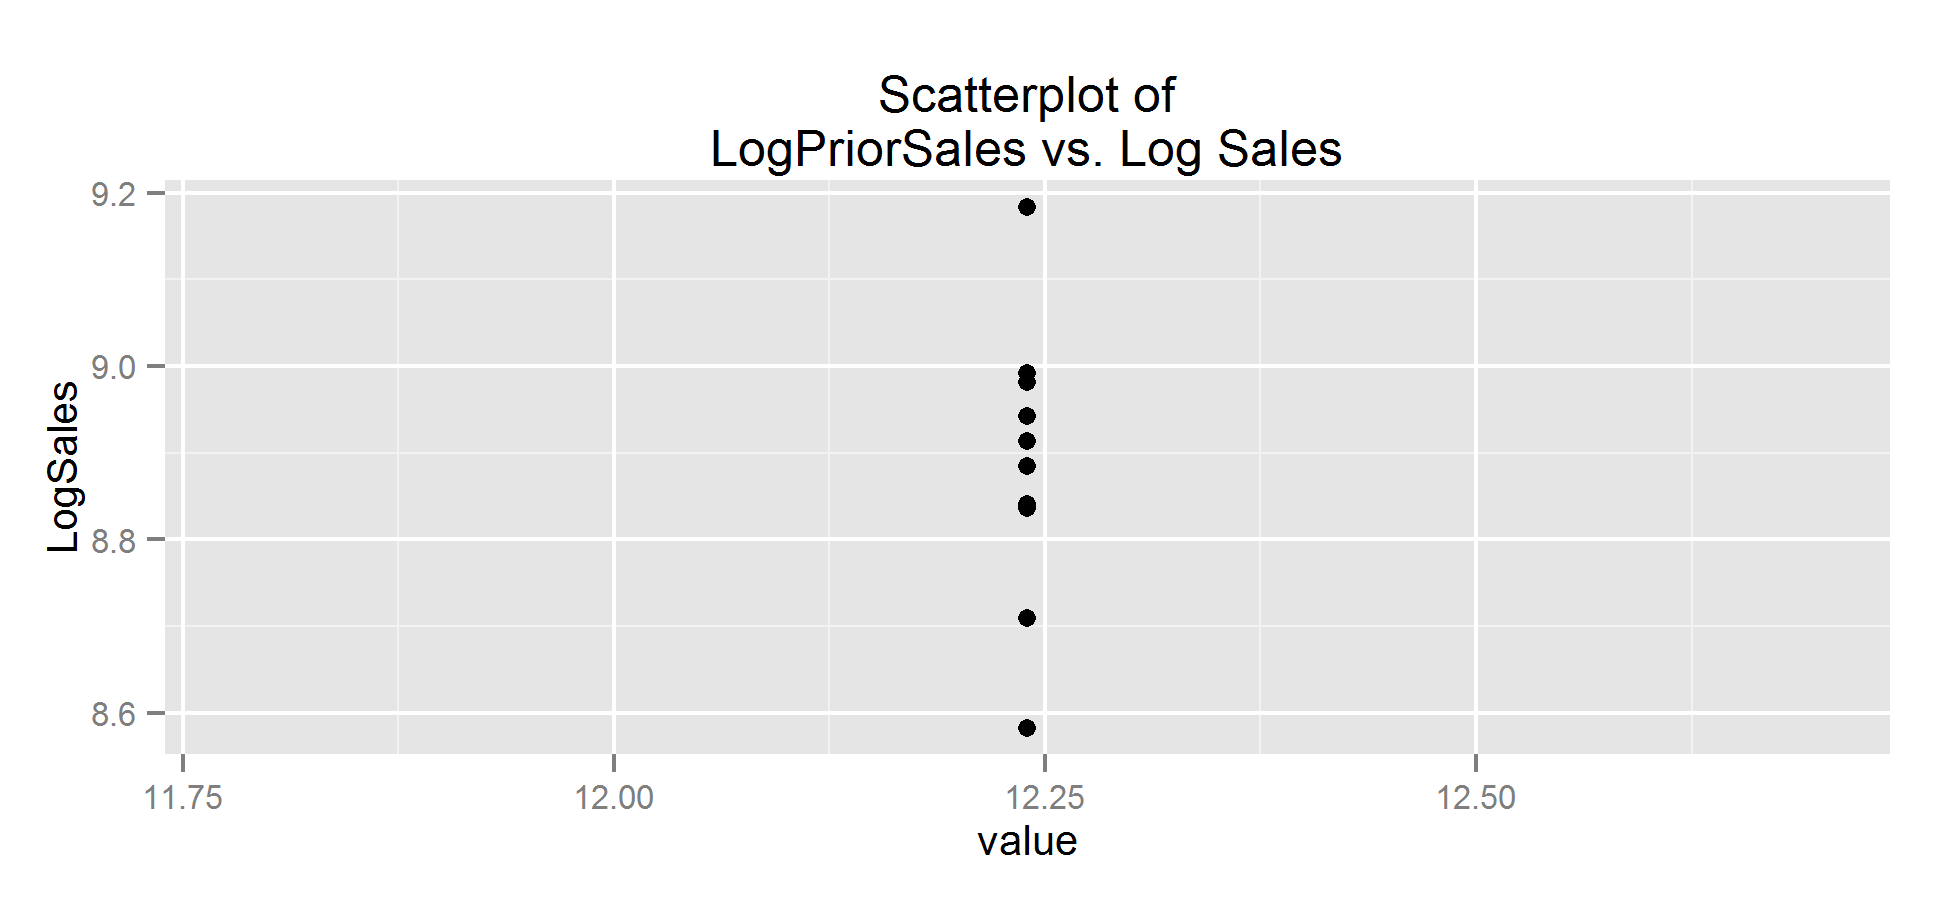 Scatterplot of
LogPriorSales vs. Log Sales
LogSales
9.2
9.0
8.8
8.6
11.75 12.00 12.25 12.50
value